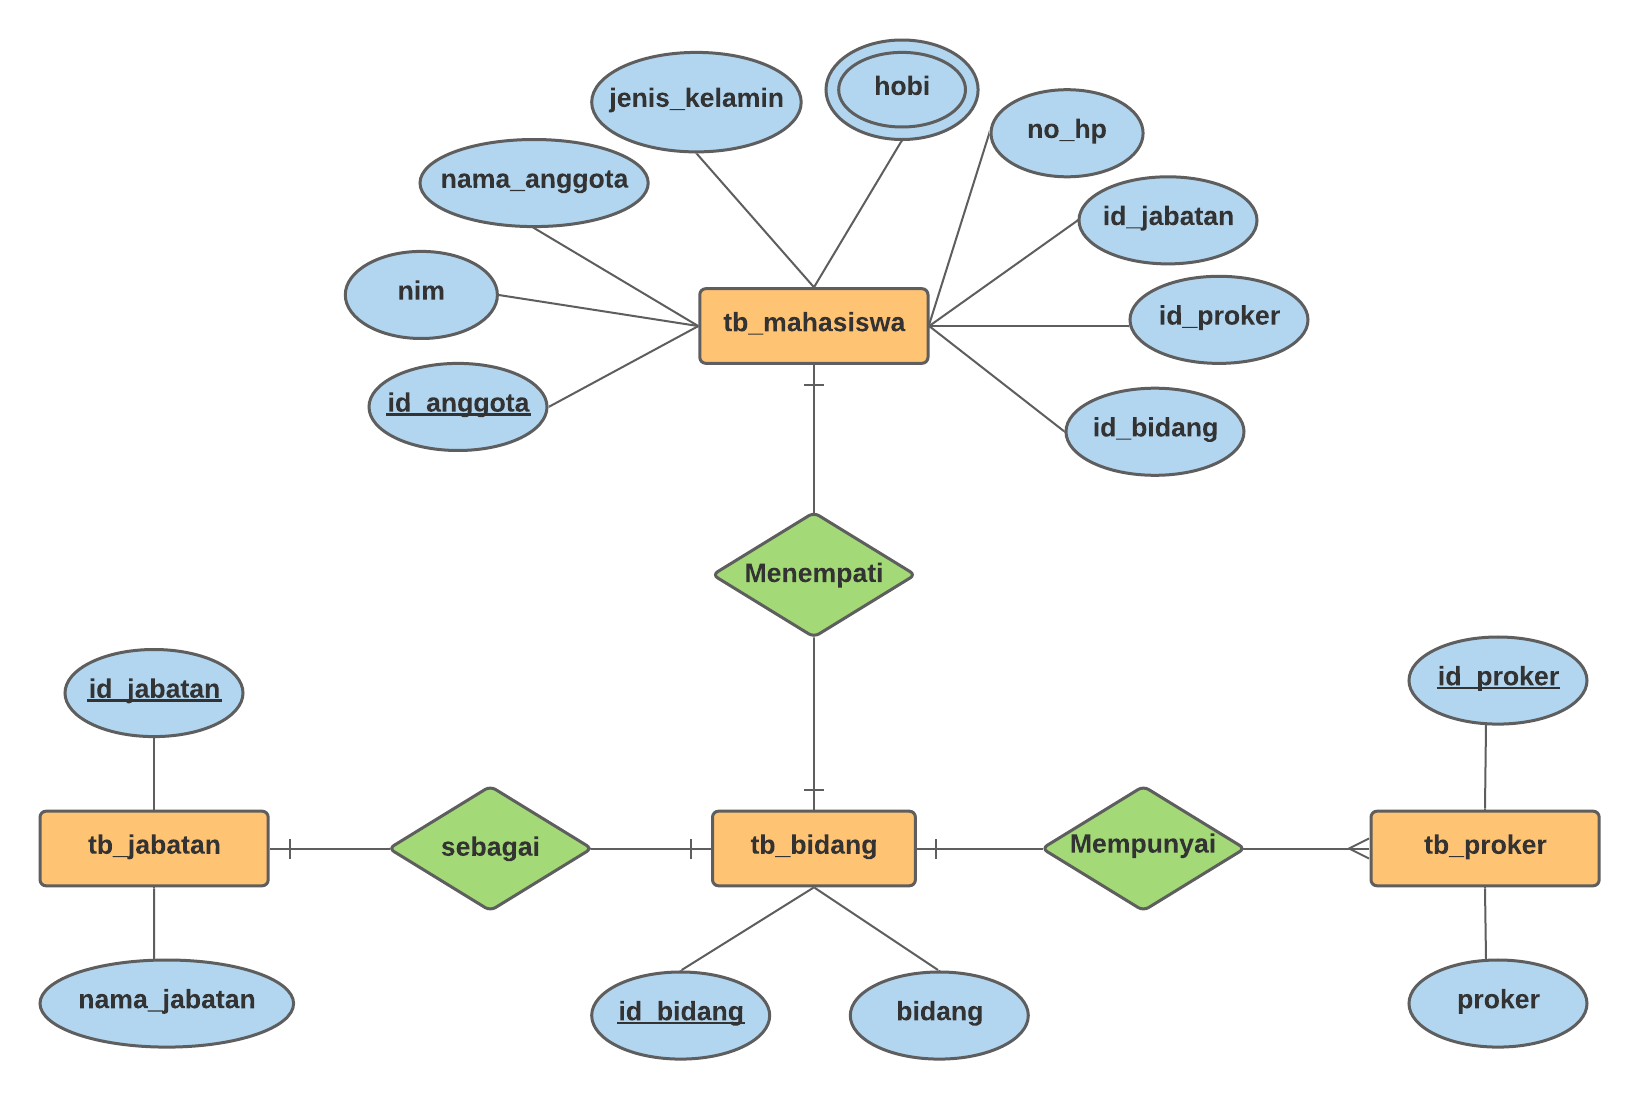 hobi
jenis_kelamin
no_hp
nama_anggota
id_jabatan
nim
id_proker
tb_mahasiswa
id_anggota
id_bidang
Menempati
id_jabatan
id_proker
tb_jabatan
sebagai
tb_bidang
Mempunyai
tb_proker
nama_jabatan
id_bidang
bidang
proker